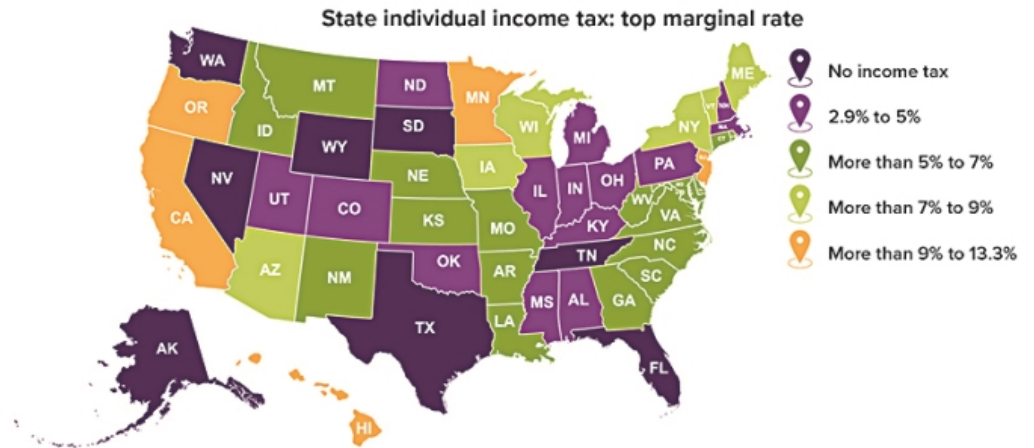 State individual income tax: top marginal rate
WA
MT
ND
MN
ME
No income tax
OR
ID
SD
WI
VT
NH
2.9% to 5%
WY
MI
NY
MA
CT
More than 5% to 7%
NV
NE
IA
PA
UT
CO
IL
IN
OH
WV
VA
More than 7% to 9%
CA
KS
MO
KY
NC
AZ
NM
OK
AR
TN
SC
More than 9% to 13.3%
MS
AL
GA
TX
LA
AK
FL
HI